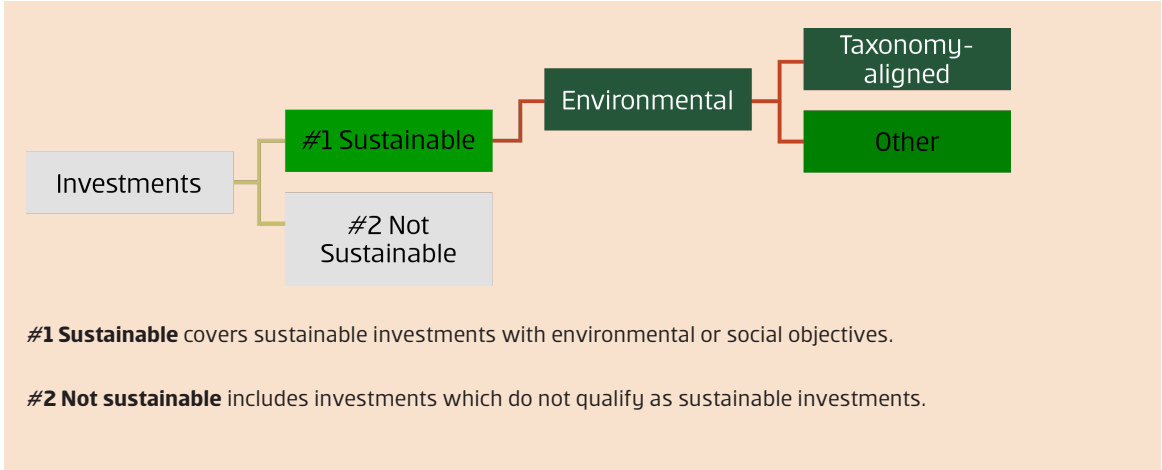 Taxonomy-
aligned
Environmental
Other
#1 Sustainable
Investments
#2 Not
Sustainable
#1 Sustainable covers sustainable investments with environmental or social objectives.
#2 Not sustainable includes investments which do not qualify as sustainable investments.